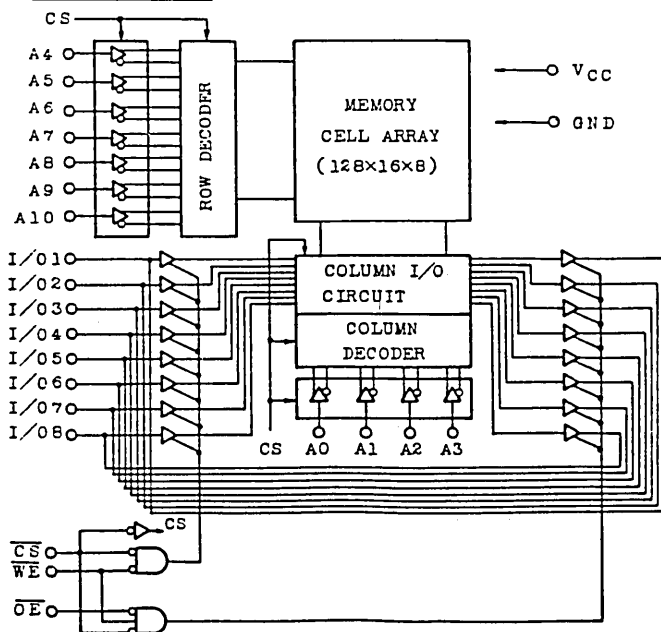 CS
A4
A5
A6
A7
A8
A9
A10
ROW DECODER
MEMORY
CELL ARRAY
(128×16×8)
VCC
GND
I/O1
I/O2
I/O3
I/O4
I/O5
I/O6
I/O7
I/O8
COLUMN I/O
CIRCUIT
COLUMN
DECODER
CS A0 A1 A2 A3
CS
CS
WE
OE